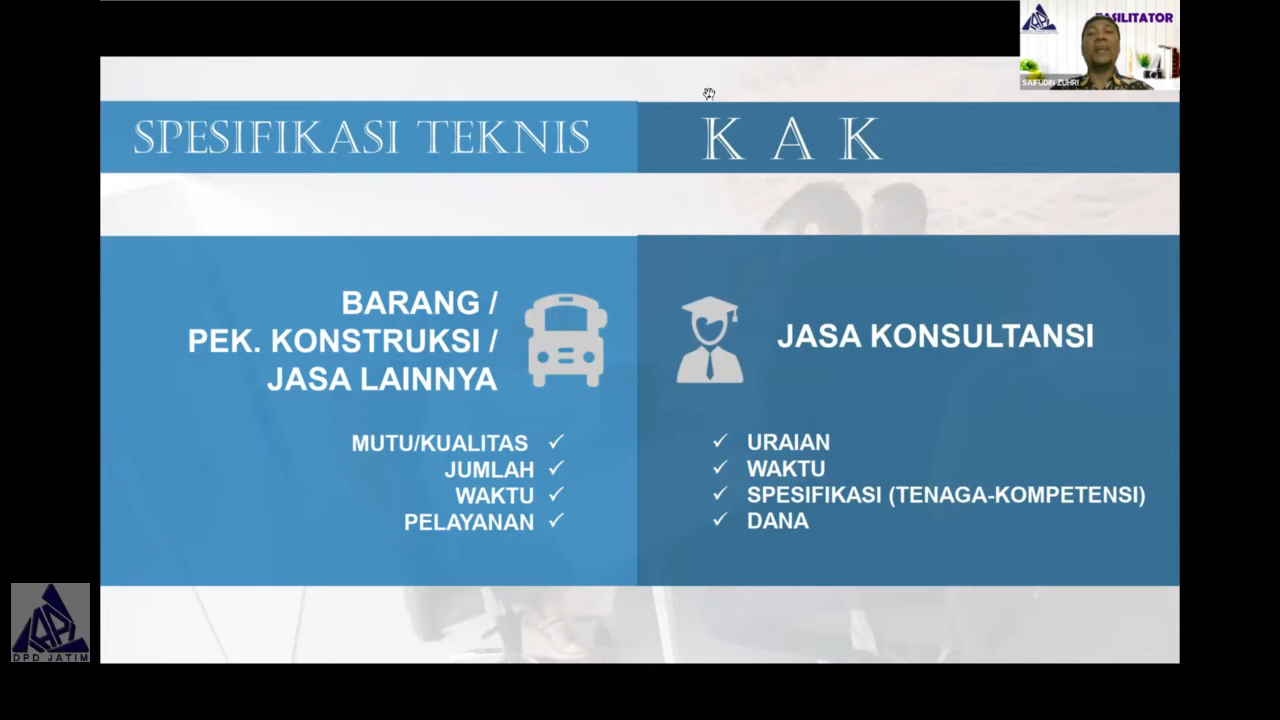 FASILITATOR
SAIFUDIN ZUHRI
SPESIFIKASI TEKNIS
K A K
BARANG /
PEK. KONSTRUKSI /
JASA LAINNYA
MUTU/KUALITAS ✓
JUMLAH ✓
WAKTU ✓
PELAYANAN ✓
JASA KONSULTANSI
✓ URAIAN
✓ WAKTU
✓ SPESIFIKASI (TENAGA-KOMPETENSI)
✓ DANA
DPD JATIM